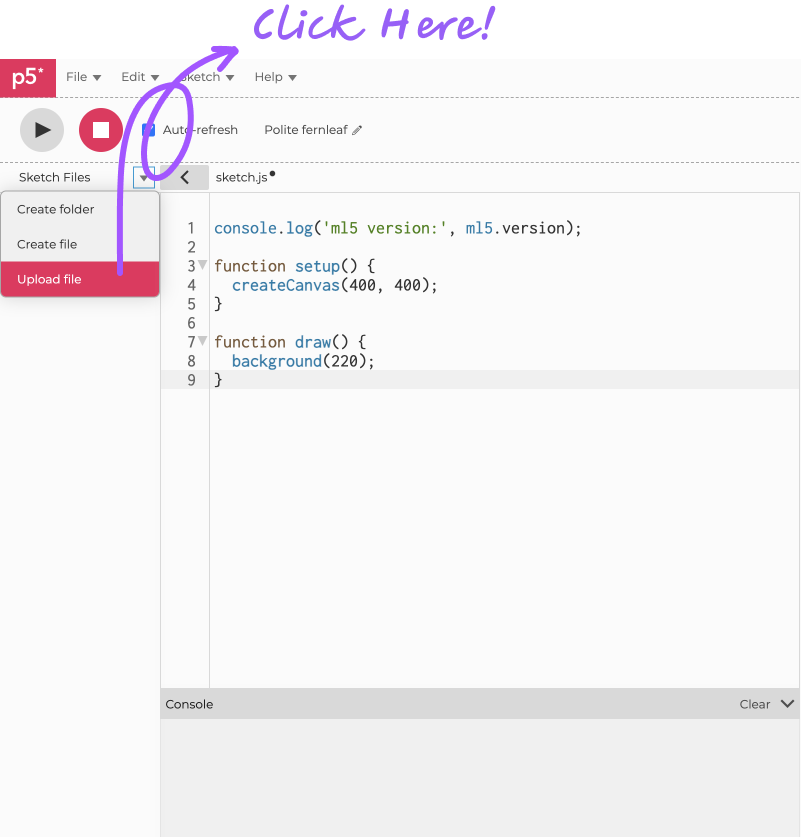 Click Here!
p5* File Edit Sketch Help
Auto-refresh Polite fernleaf
Sketch Files sketch.js
Create folder
Create file
Upload file
1 console.log('ml5 version:', ml5.version);
2
3 function setup() {
4 createCanvas(400, 400);
5 }
6
7 function draw() {
8 background(220);
9 }
Console Clear